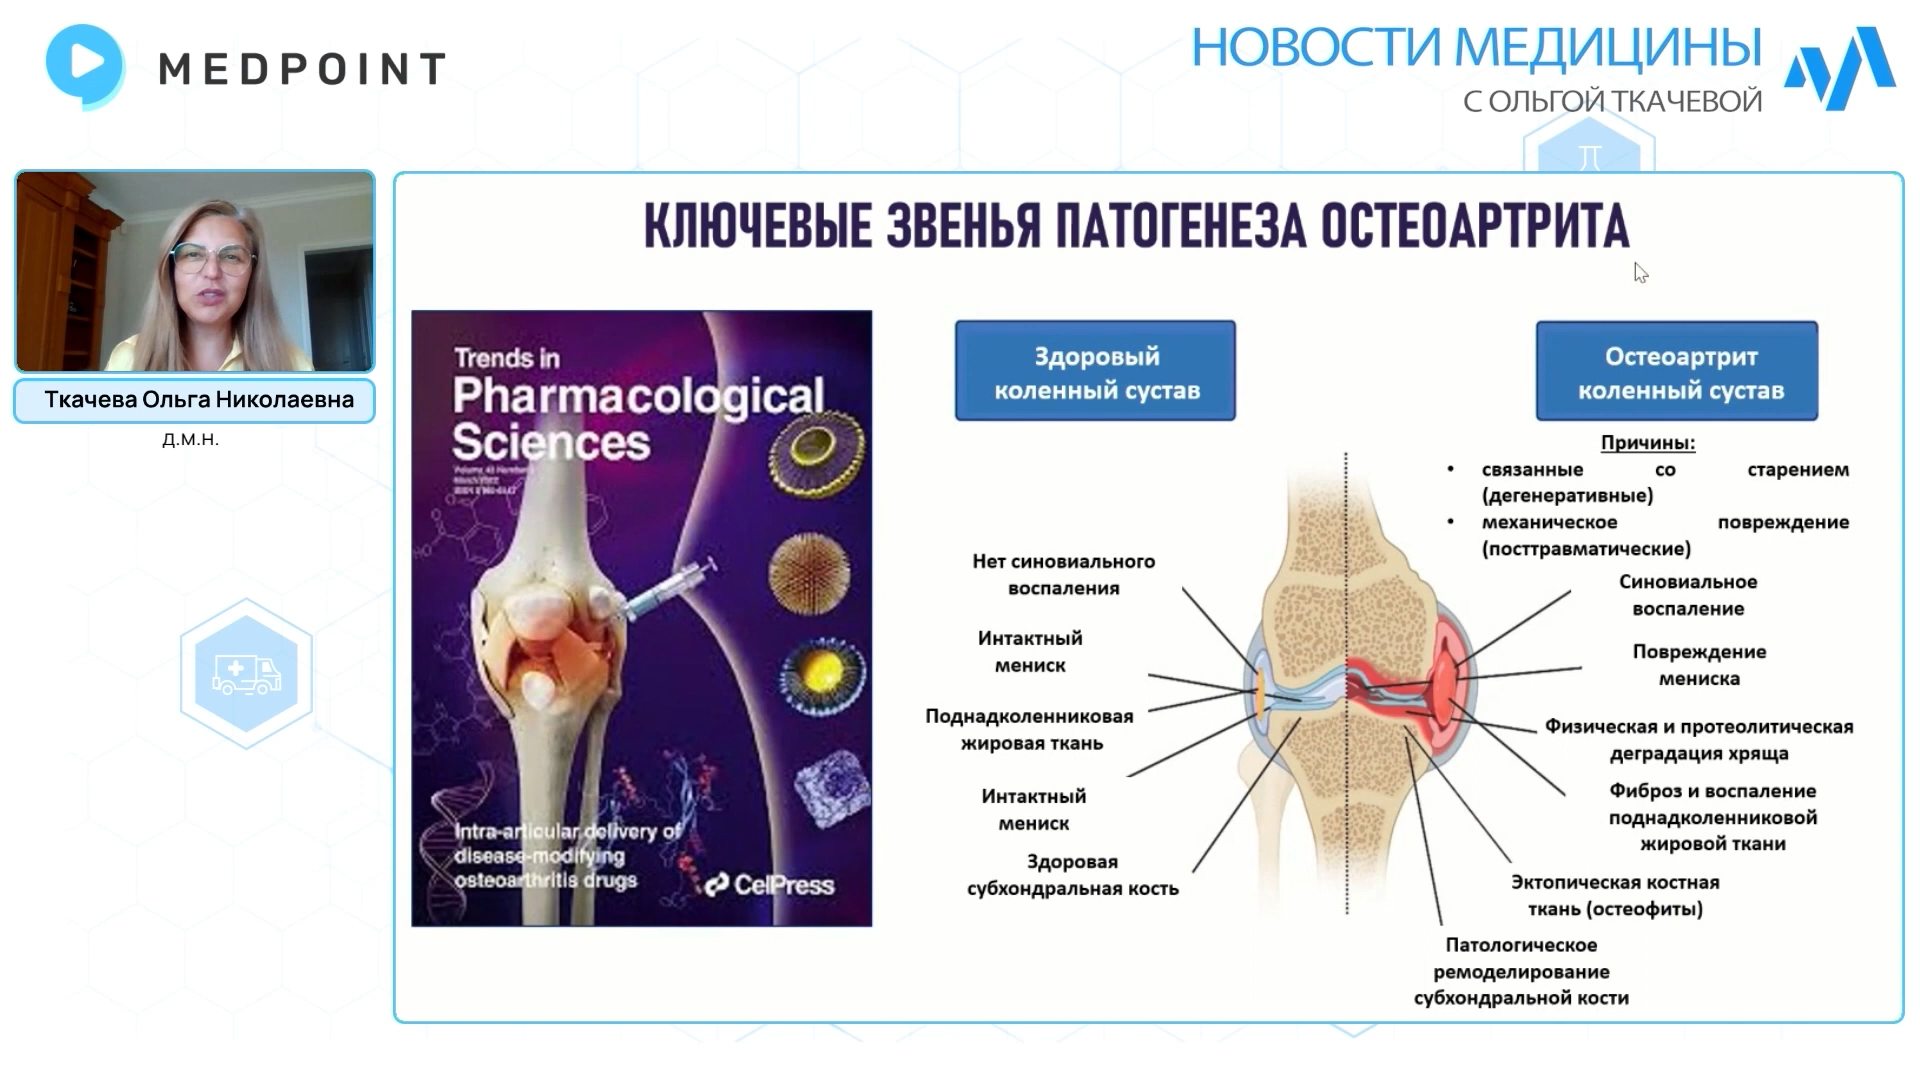 MEDPOINT
НОВОСТИ МЕДИЦИНЫ
С ОЛЬГОЙ ТКАЧЕВОЙ
Ткачева Ольга Николаевна
Д.М.Н.
КЛЮЧЕВЫЕ ЗВЕНЬЯ ПАТОГЕНЕЗА ОСТЕОАРТРИТА
Trends in
Pharmacological
Sciences
Intra-articular delivery of
disease-modifying
osteoarthritis drugs
CelPress
Здоровый
коленный сустав
Нет синовиального
воспаления
Интактный
мениск
Поднадколенниковая
жировая ткань
Интактный
мениск
Здоровая
субхондральная кость
Остеоартрит
коленный сустав
Причины:
• связанные со старением
(дегенеративные)
• механическое повреждение
(посттравматические)
Синовиальное
воспаление
Повреждение
мениска
Физическая и протеолитическая
деградация хряща
Фиброз и воспаление
поднадколенниковой
жировой ткани
Эктопическая костная
ткань (остеофиты)
Патологическое
ремоделирование
субхондральной кости